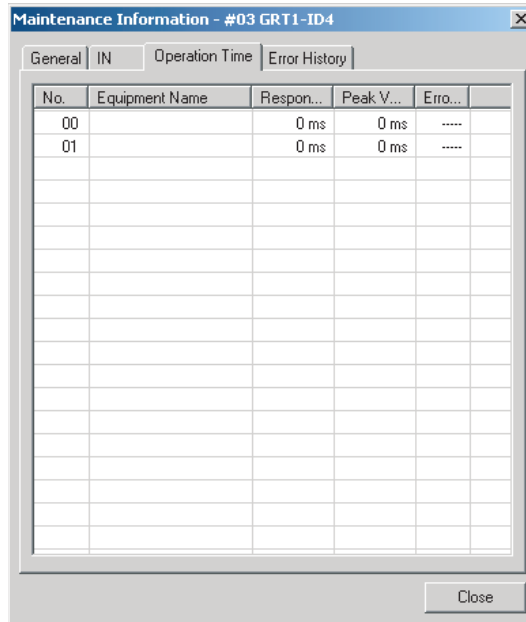 Maintenance Information - #03 GRT1-ID4
General IN Operation Time Error History
No. Equipment Name Respon... Peak V... Erro...
00 0 ms 0 ms -----
01 0 ms 0 ms -----
Close